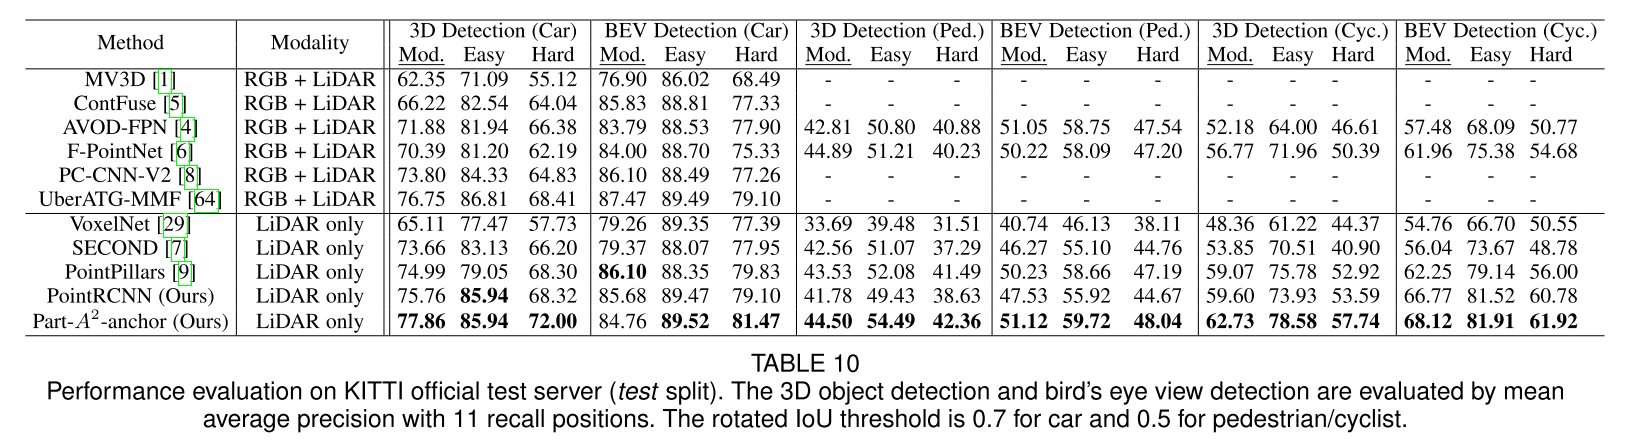 Method Modality 3D Detection (Car) BEV Detection (Car) 3D Detection (Ped.) BEV Detection (Ped.) 3D Detection (Cyc.) BEV Detection (Cyc.)
Mod. Easy Hard Mod. Easy Hard Mod. Easy Hard Mod. Easy Hard Mod. Easy Hard Mod. Easy Hard
MV3D [1] RGB + LiDAR 62.35 71.09 55.12 76.90 86.02 68.49 - - - - - - - - - - - -
ContFuse [5] RGB + LiDAR 66.22 82.54 64.04 85.83 88.81 77.33 - - - - - - - - - - - -
AVOD-FPN [4] RGB + LiDAR 71.88 81.94 66.38 83.79 88.53 77.90 42.81 50.80 40.88 51.05 58.75 47.54 52.18 64.00 46.61 57.48 68.09 50.77
F-PointNet [6] RGB + LiDAR 70.39 81.20 62.19 84.00 88.70 75.33 44.89 51.21 40.23 50.22 58.09 47.20 56.77 71.96 50.39 61.96 75.38 54.68
PC-CNN-V2 [8] RGB + LiDAR 73.80 84.33 64.83 86.10 88.49 77.26 - - - - - - - - - - - -
UberATG-MMF [64] RGB + LiDAR 76.75 86.81 68.41 87.47 89.49 79.10 - - - - - - - - - - - -
VoxelNet [29] LiDAR only 65.11 77.47 57.73 79.26 89.35 77.39 33.69 39.48 31.51 40.74 46.13 38.11 48.36 61.22 44.37 54.76 66.70 50.55
SECOND [7] LiDAR only 73.66 83.13 66.20 79.37 88.07 77.95 42.56 51.07 37.29 46.27 55.10 44.76 53.85 70.51 40.90 56.04 73.67 48.78
PointPillars [9] LiDAR only 74.99 79.05 68.30 86.10 88.35 79.83 43.53 52.08 41.49 50.23 58.66 47.19 59.07 75.78 52.92 62.25 79.14 56.00
PointRCNN (Ours) LiDAR only 75.76 85.94 68.32 85.68 89.47 79.10 41.78 49.43 38.63 47.53 55.92 44.67 59.60 73.93 53.59 66.77 81.52 60.78
Part-A²-anchor (Ours) LiDAR only 77.86 85.94 72.00 84.76 89.52 81.47 44.50 54.49 42.36 51.12 59.72 48.04 62.73 78.58 57.74 68.12 81.91 61.92
TABLE 10
Performance evaluation on KITTI official test server (test split). The 3D object detection and bird's eye view detection are evaluated by mean
average precision with 11 recall positions. The rotated IoU threshold is 0.7 for car and 0.5 for pedestrian/cyclist.